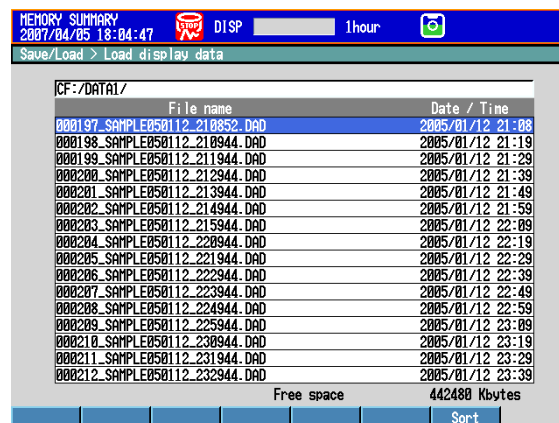 MEMORY SUMMARY
2007/04/05 18:04:47 STOP DISP 1hour
Save/Load > Load display data
CF:/DATA1/
File name Date / Time
000197_SAMPLE050112_210852.DAD 2005/01/12 21:08
000198_SAMPLE050112_210944.DAD 2005/01/12 21:19
000199_SAMPLE050112_211944.DAD 2005/01/12 21:29
000200_SAMPLE050112_212944.DAD 2005/01/12 21:39
000201_SAMPLE050112_213944.DAD 2005/01/12 21:49
000202_SAMPLE050112_214944.DAD 2005/01/12 21:59
000203_SAMPLE050112_215944.DAD 2005/01/12 22:09
000204_SAMPLE050112_220944.DAD 2005/01/12 22:19
000205_SAMPLE050112_221944.DAD 2005/01/12 22:29
000206_SAMPLE050112_222944.DAD 2005/01/12 22:39
000207_SAMPLE050112_223944.DAD 2005/01/12 22:49
000208_SAMPLE050112_224944.DAD 2005/01/12 22:59
000209_SAMPLE050112_225944.DAD 2005/01/12 23:09
000210_SAMPLE050112_230944.DAD 2005/01/12 23:19
000211_SAMPLE050112_231944.DAD 2005/01/12 23:29
000212_SAMPLE050112_232944.DAD 2005/01/12 23:39
Free space 442480 Kbytes
Sort